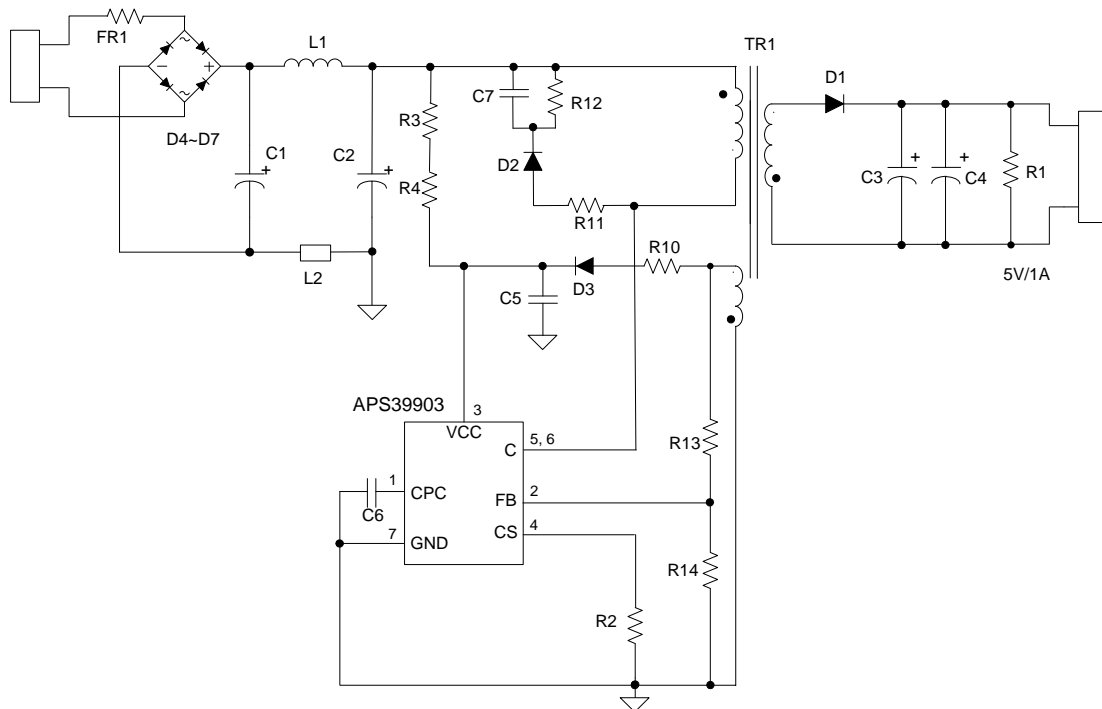 FR1
~
−
+
~
D4~D7
L1
C1
+
C2
+
L2
R3
R4
C7
R12
D2
R11
TR1
D1
C3
+
C4
+
R1
5V/1A
C5
D3
R10
APS39903
3
VCC
C
5, 6
1
CPC
C6
FB
2
CS
4
7
GND
R13
R14
R2